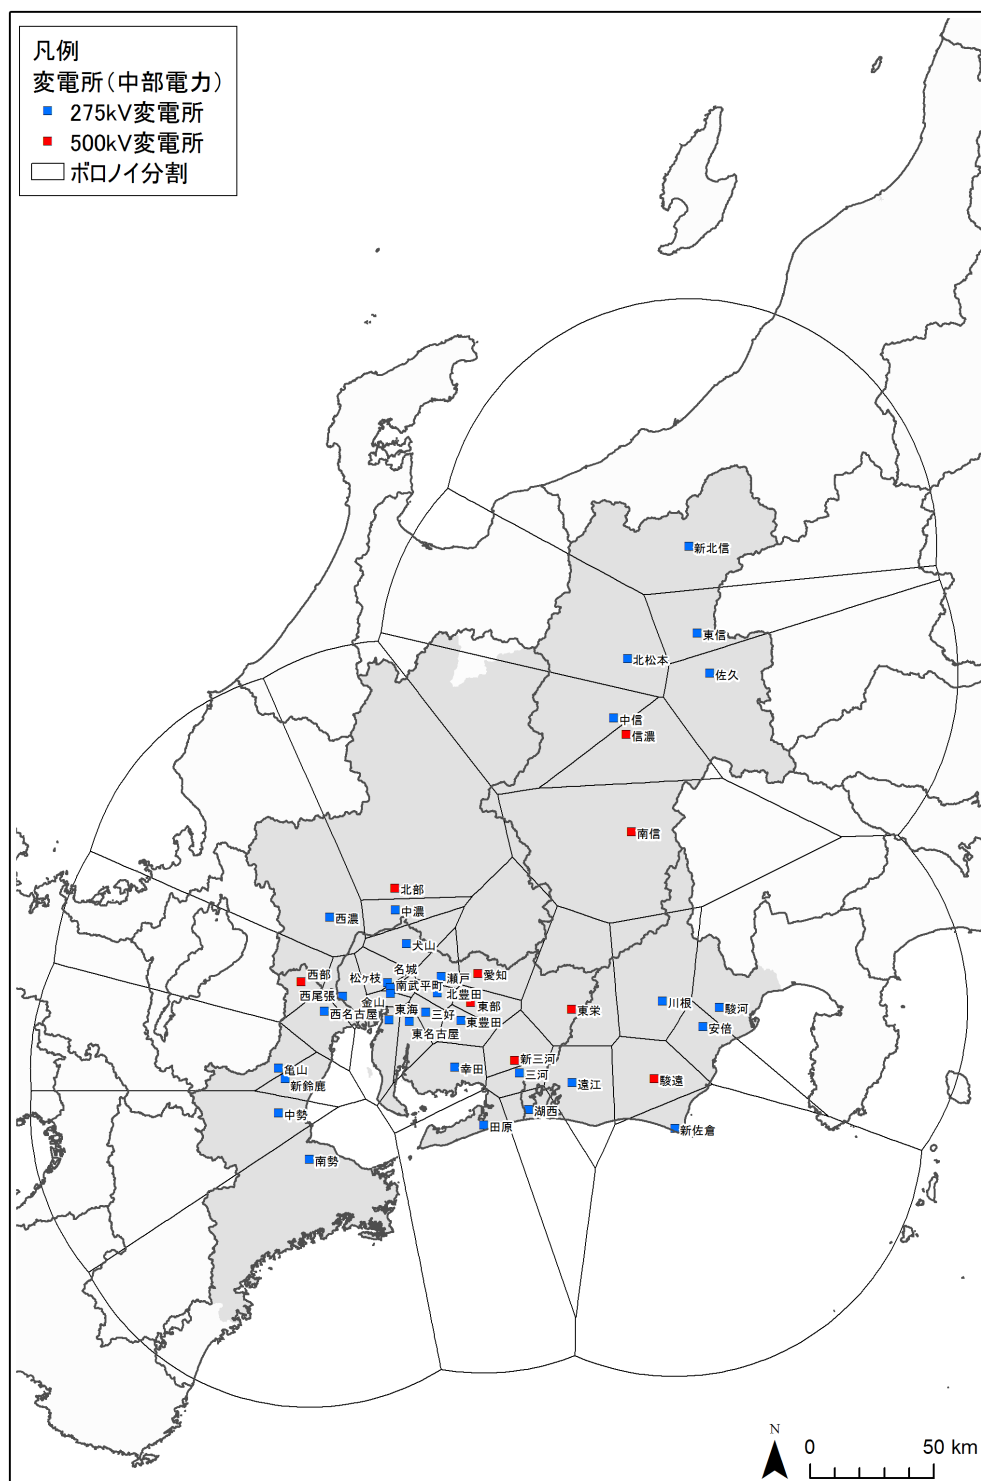 凡例
変電所(中部電力)
275kV変電所
500kV変電所
ボロノイ分割
新北信
東信
北松本
佐久
中信
信濃
南信
北部
中濃
西濃
犬山
西部
松ヶ枝
名城
瀬戸
愛知
西尾張
南武平町
北豊田
金山
東部
西名古屋
東海
三好
東豊田
東栄
川根
駿河
東名古屋
安倍
新三河
亀山
幸田
三河
新鈴鹿
遠江
駿遠
中勢
湖西
田原
新佐倉
南勢
N
0
50 km